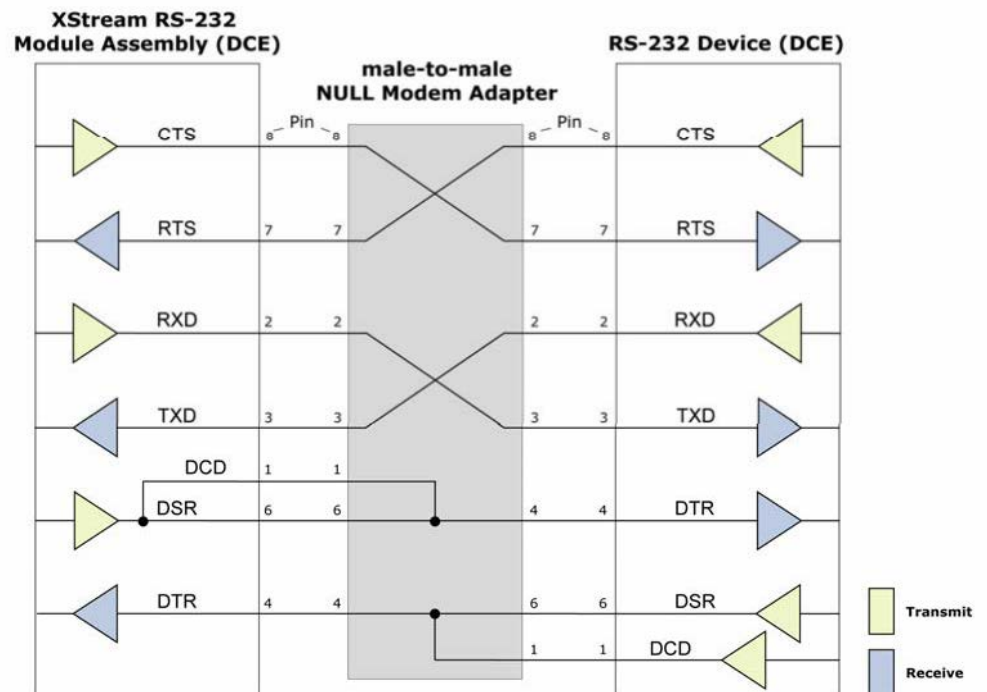 XStream RS-232
Module Assembly (DCE)
RS-232 Device (DCE)
male-to-male
NULL Modem Adapter
CTS 8 Pin 8 8 Pin 8 CTS
RTS 7 7 7 7 RTS
RXD 2 2 2 2 RXD
TXD 3 3 3 3 TXD
DCD 1 1
DSR 6 6 4 4 DTR
DTR 4 4 6 6 DSR
1 1 DCD
Transmit
Receive